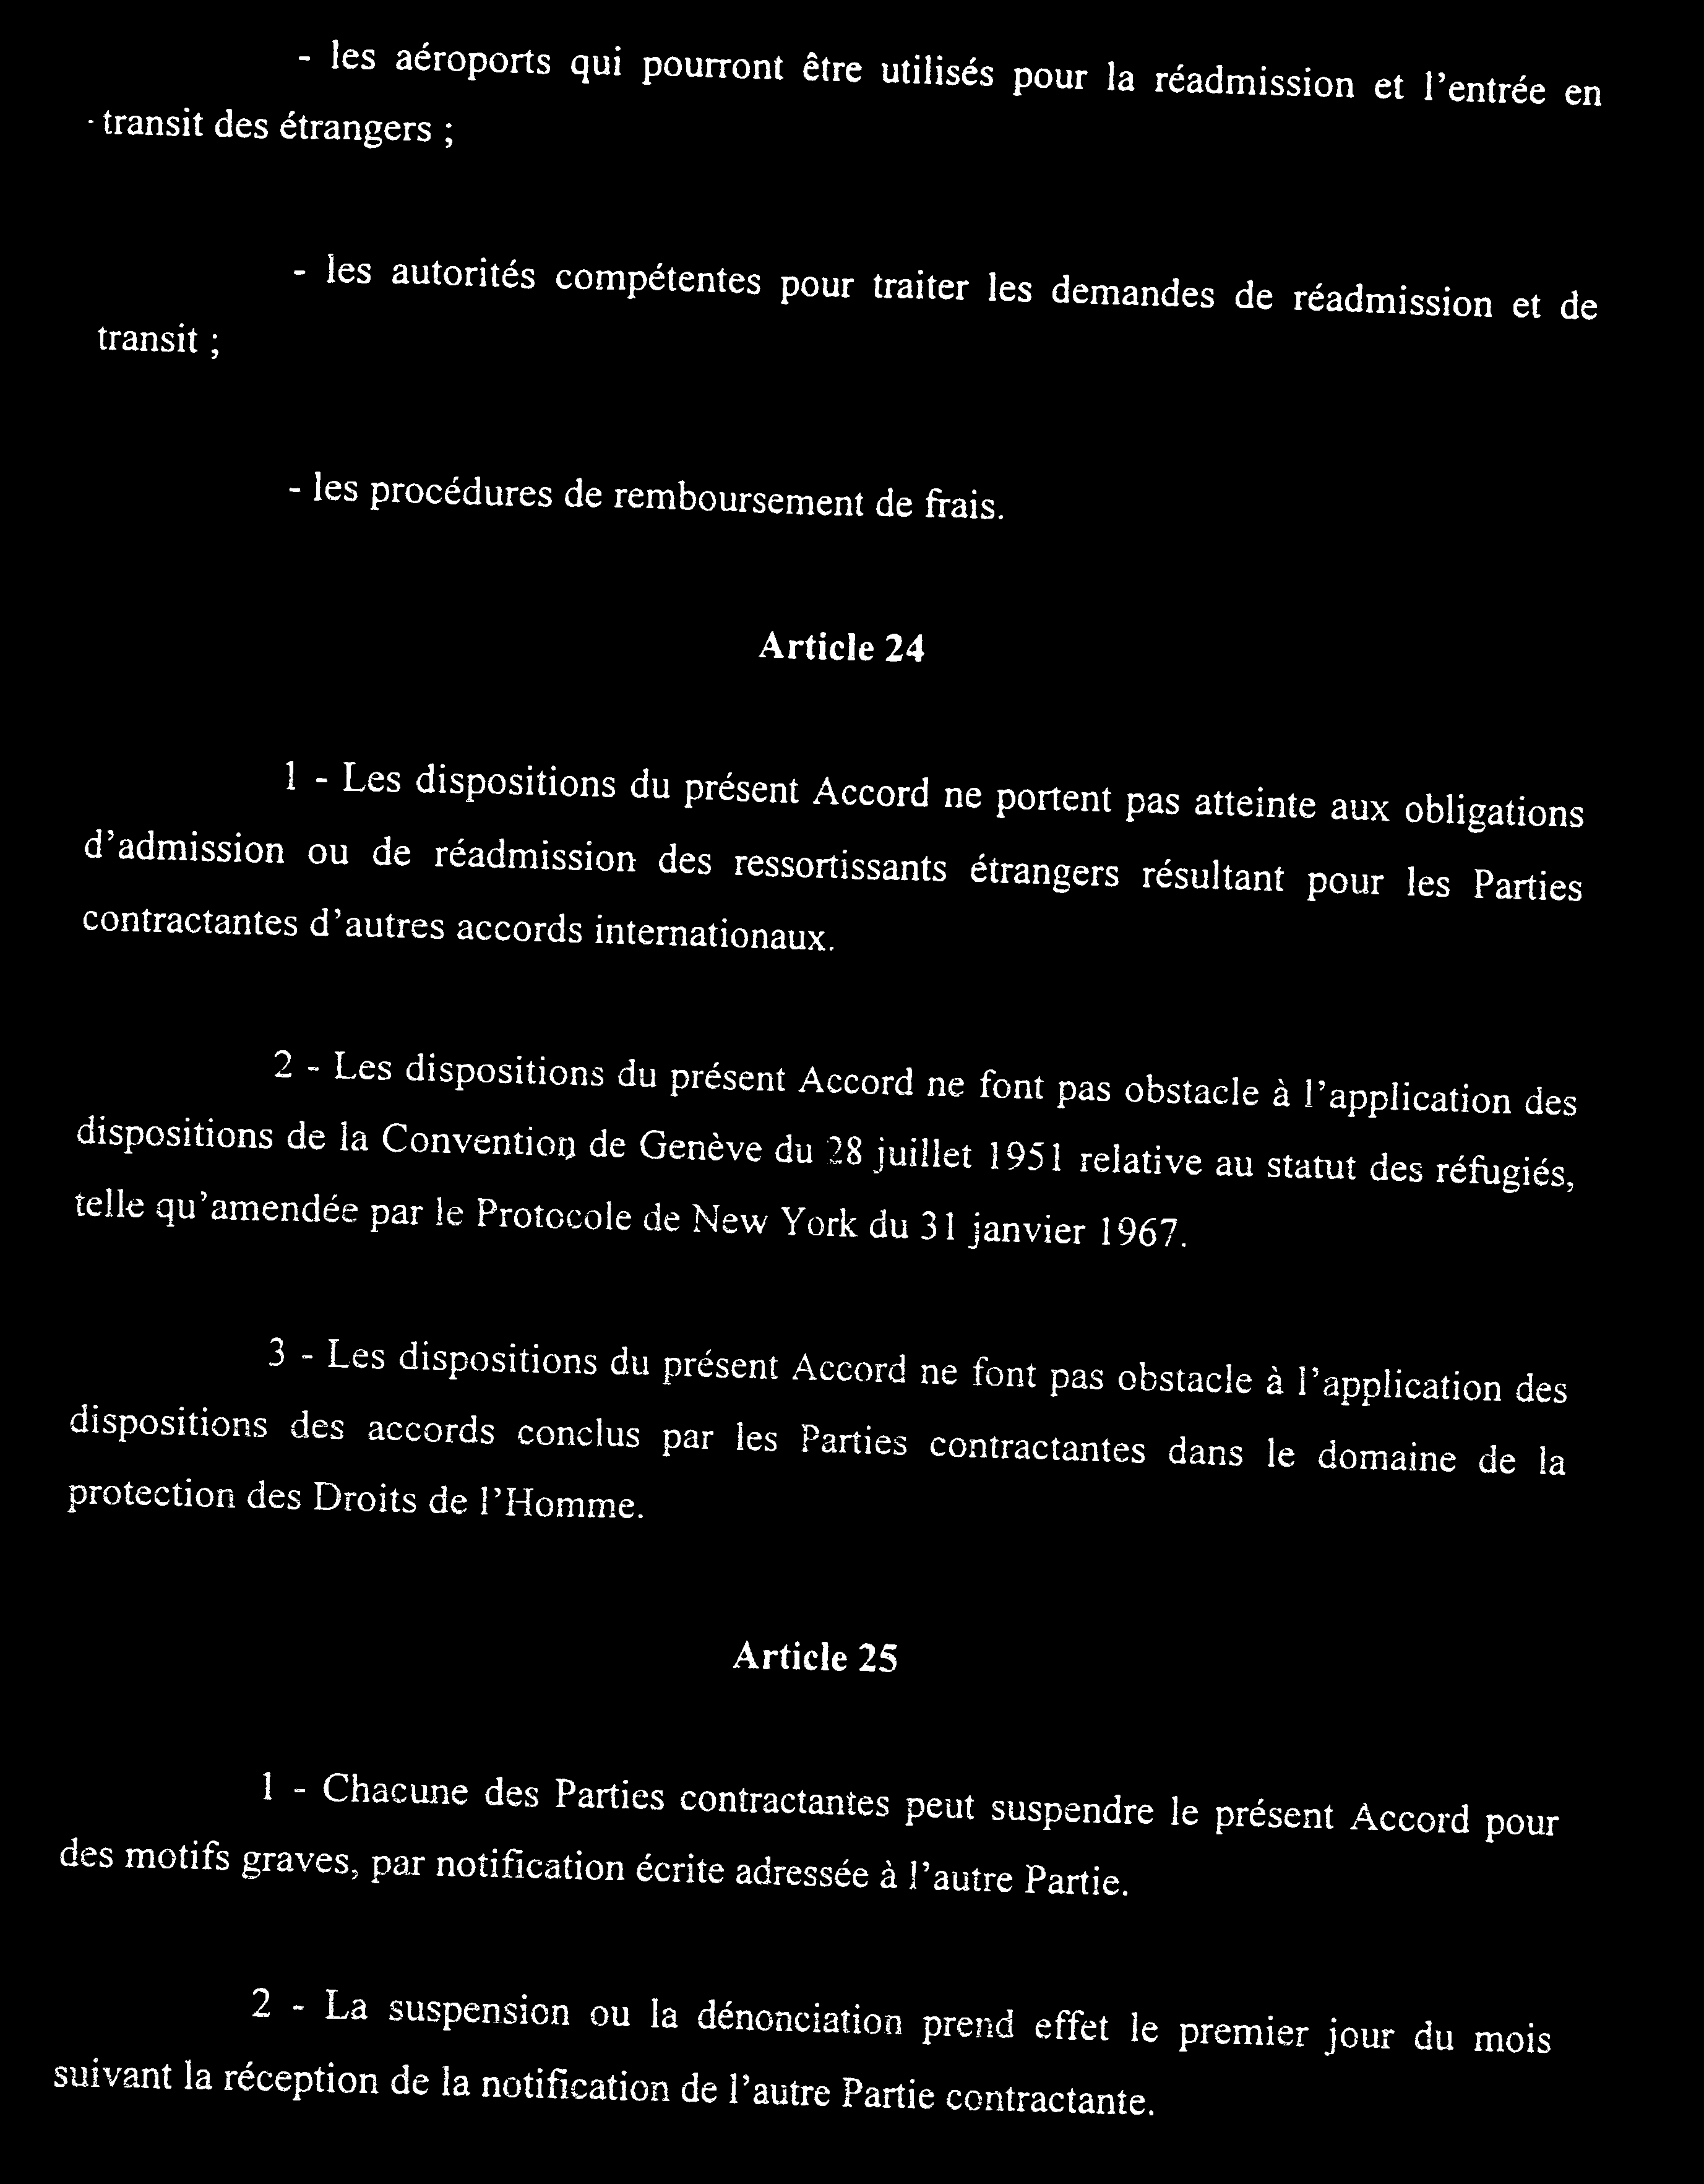 - les aéroports qui pourront être utilisés pour la réadmission et l'entrée en
transit des étrangers ;
- les autorités compétentes pour traiter les demandes de réadmission et de
transit ;
- les procédures de remboursement de frais.
Article 24
1 - Les dispositions du présent Accord ne portent pas atteinte aux obligations
d'admission ou de réadmission des ressortissants étrangers résultant pour les Parties
contractantes d'autres accords internationaux.
2 - Les dispositions du présent Accord ne font pas obstacle à l'application des
dispositions de la Convention de Genève du 28 juillet 1951 relative au statut des réfugiés,
telle qu'amendée par le Protocole de New York du 31 janvier 1967.
3 - Les dispositions du présent Accord ne font pas obstacle à l'application des
dispositions des accords conclus par les Parties contractantes dans le domaine de la
protection des Droits de l'Homme.
Article 25
1 - Chacune des Parties contractantes peut suspendre le présent Accord pour
des motifs graves, par notification écrite adressée à l'autre Partie.
2 - La suspension ou la dénonciation prend effet le premier jour du mois
suivant la réception de la notification de l'autre Partie contractante.